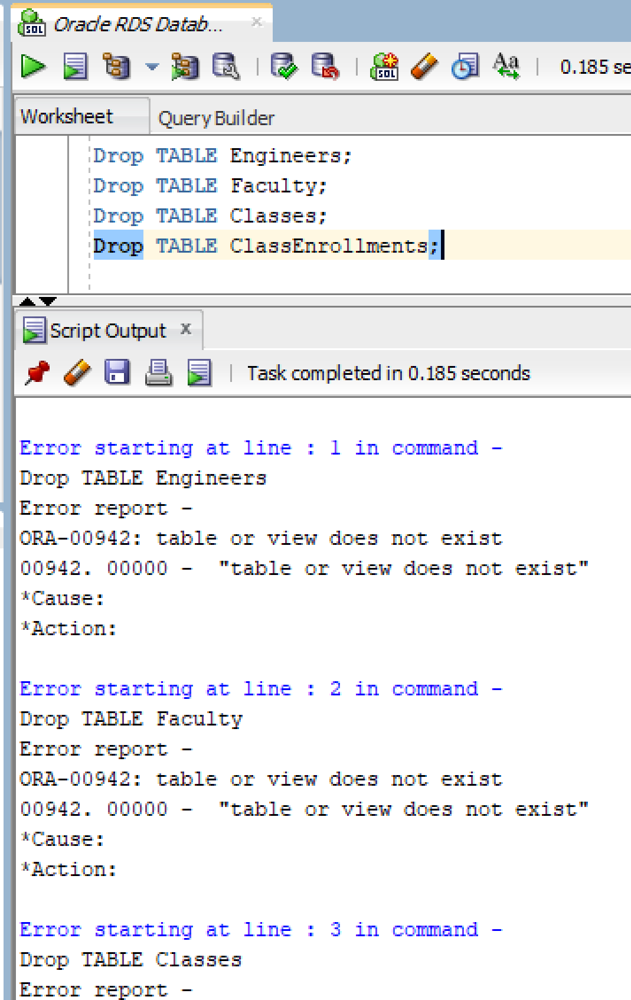 Oracle RDS Datab...
0.185 se
Worksheet
Query Builder
Drop TABLE Engineers;
Drop TABLE Faculty;
Drop TABLE Classes;
Drop TABLE ClassEnrollments;
Script Output
Task completed in 0.185 seconds
Error starting at line : 1 in command -
Drop TABLE Engineers
Error report -
ORA-00942: table or view does not exist
00942. 00000 -  "table or view does not exist"
*Cause:
*Action:
Error starting at line : 2 in command -
Drop TABLE Faculty
Error report -
ORA-00942: table or view does not exist
00942. 00000 -  "table or view does not exist"
*Cause:
*Action:
Error starting at line : 3 in command -
Drop TABLE Classes
Error report -